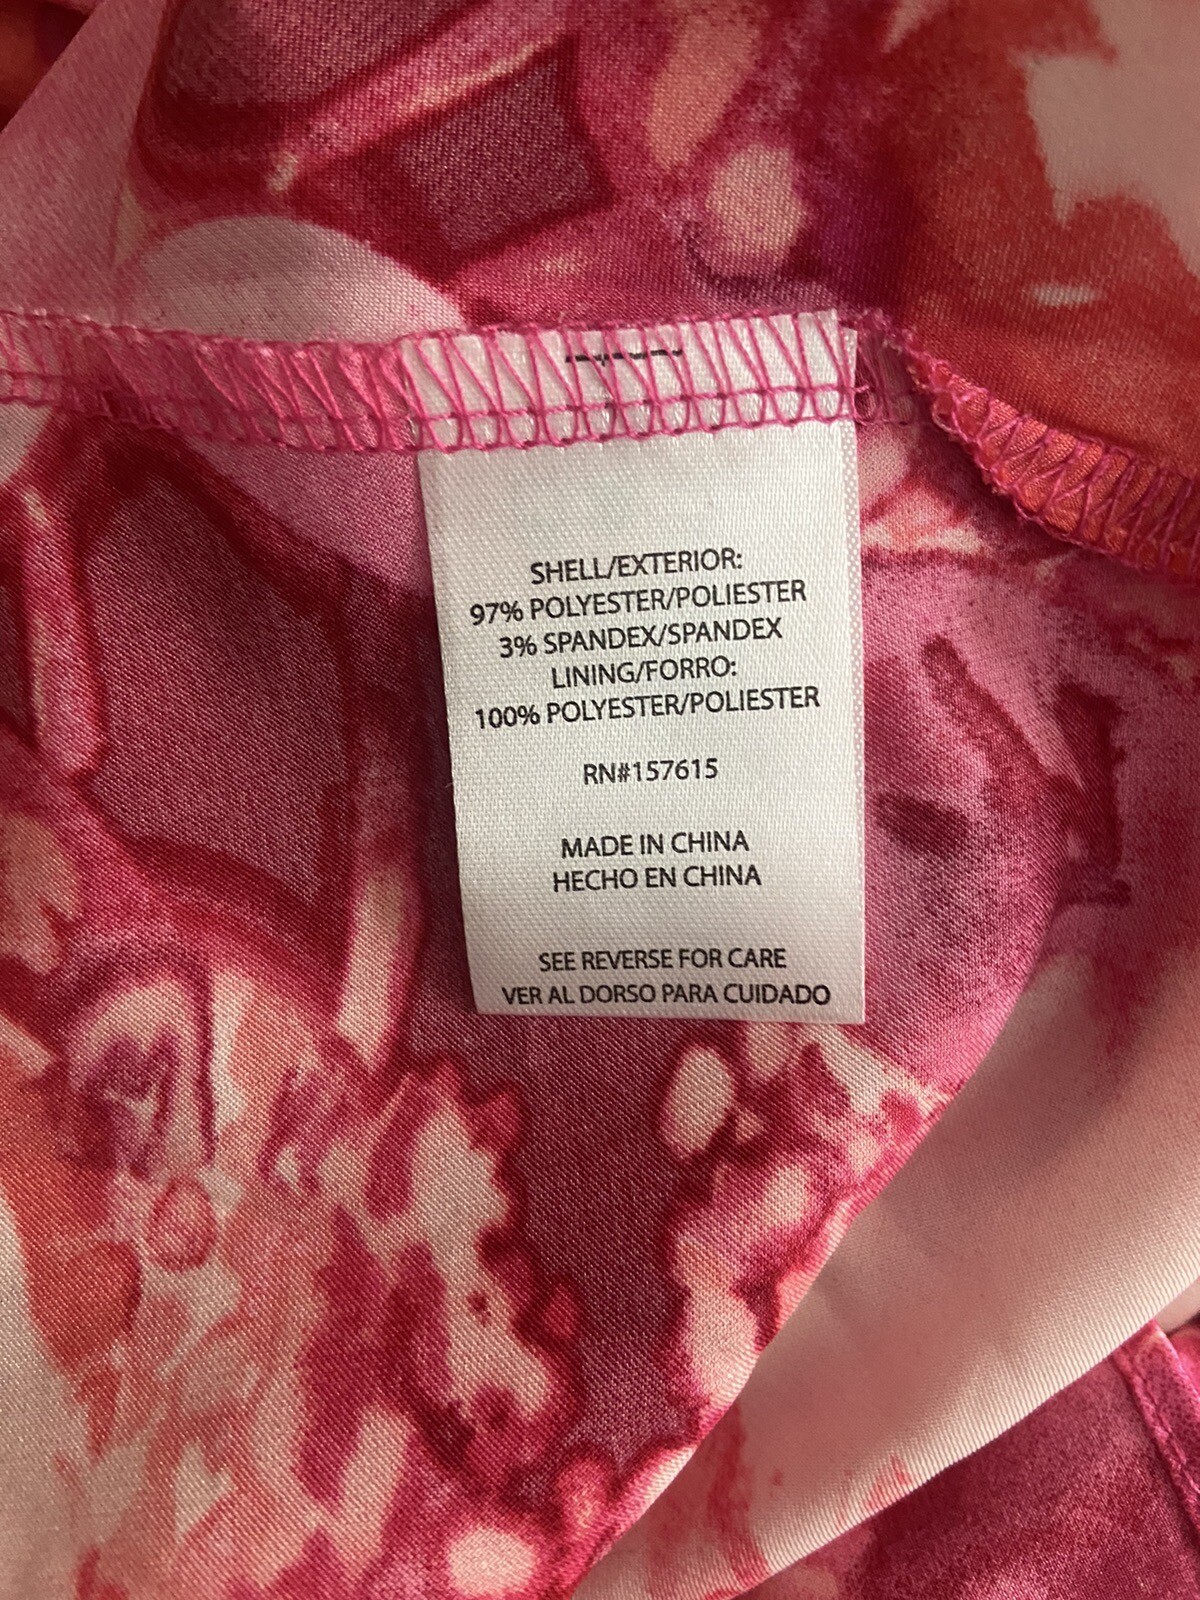 SHELL/EXTERIOR:
97% POLYESTER/POLIESTER
3% SPANDEX/SPANDEX
LINING/FORRO:
100% POLYESTER/POLIESTER
RN#157615
MADE IN CHINA
HECHO EN CHINA
SEE REVERSE FOR CARE
VER AL DORSO PARA CUIDADO